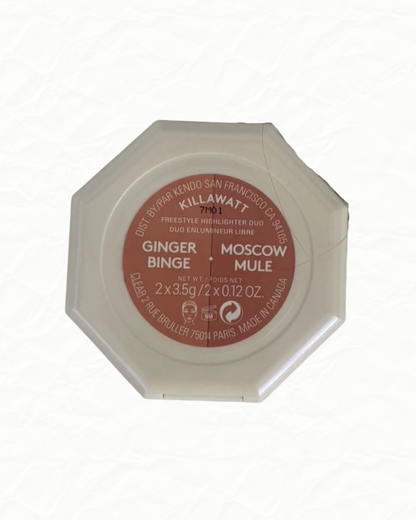 DIST BY/PAR KENDO SAN FRANCISCO CA 94105
KILLAWATT
7M01
FREESTYLE HIGHLIGHTER DUO
DUO ENLUMINEUR LIBRE
GINGER BINGE
MOSCOW MULE
NET WT / POIDS NET
2 x 3.5g / 2 x 0.12 OZ.
CLEAR 2 RUE BRULLER 75014 PARIS MADE IN CANADA